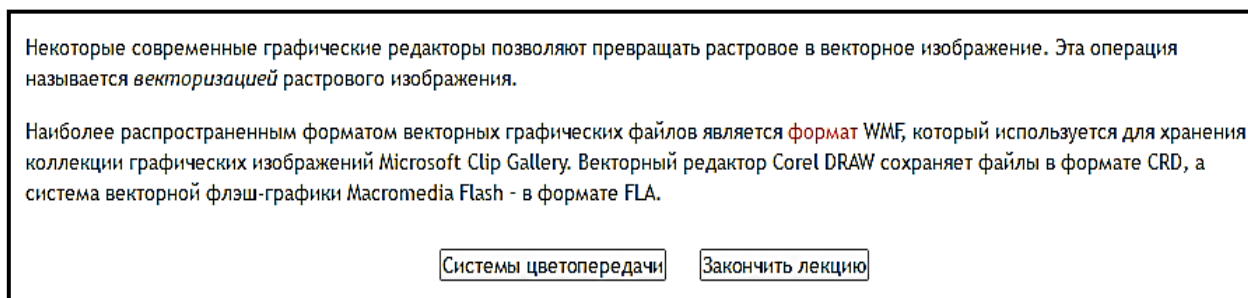 Некоторые современные графические редакторы позволяют превращать растровое в векторное изображение. Эта операция
называется векторизацией растрового изображения.
Наиболее распространенным форматом векторных графических файлов является формат WMF, который используется для хранения
коллекции графических изображений Microsoft Clip Gallery. Векторный редактор Corel DRAW сохраняет файлы в формате CRD, а
система векторной флэш-графики Macromedia Flash - в формате FLA.
Системы цветопередачи Закончить лекцию